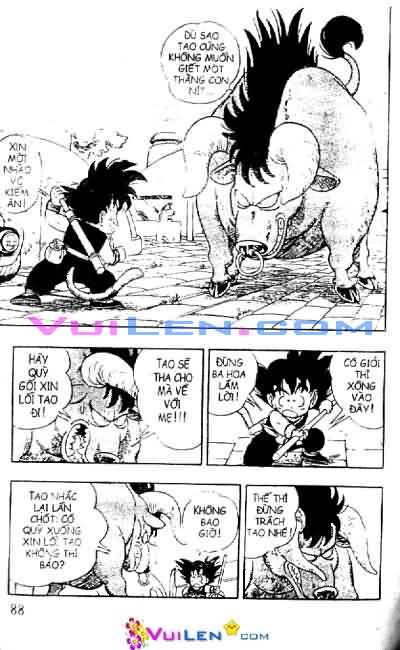 DÙ SAO
TAO CŨNG
KHÔNG MUỐN
GIẾT MỘT
THẰNG CON
NÍT...
XIN
MỘT
NHÁO
VÔ
KIẾM
ĂN!
VuiLen.com
HÃY
QUỲ
GỐI XIN
LỖI TAO
ĐI!
TAO SẼ
THA CHO
MÀ VỀ
VỚI
MẸ!!!
ĐỪNG
BA HOA
LẮM
LỜI!
CÓ GIỎI
THÌ
XÔNG
VÀO
ĐÂY!
TAO NHẮC
LẠI LẦN
CHÓT: CÓ
QUỲ XUỐNG
XIN LỖI TAO
KHÔNG THÌ
BẢO?
KHÔNG
BAO
GIỜ!
THẾ THÌ
ĐỪNG
TRÁCH
TAO NHÉ!
88
VuiLen.com